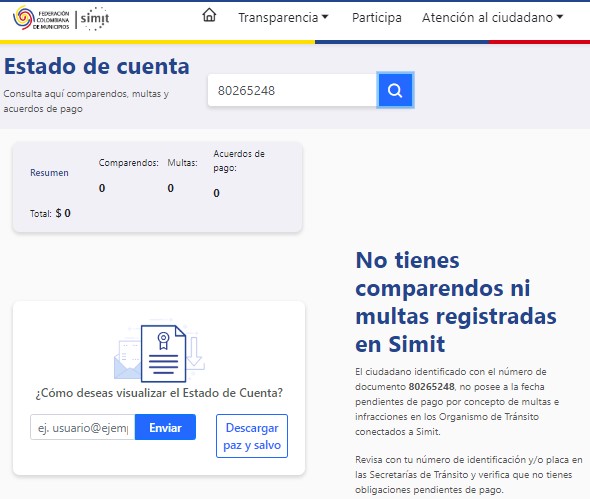 FEDERACIÓN
COLOMBIANA
DE MUNICIPIOS
simit
Transparencia
Participa
Atención al ciudadano
Estado de cuenta
Consulta aquí comparendos, multas y
acuerdos de pago
80265248
Resumen
Comparendos:
0
Multas:
0
Acuerdos de
pago:
0
Total: $ 0
No tienes
comparendos ni
multas registradas
en Simit
El ciudadano identificado con el número de
documento 80265248, no posee a la fecha
pendientes de pago por concepto de multas e
infracciones en los Organismo de Tránsito
conectados a Simit.
Revisa con tu número de identificación y/o placa en
las Secretarías de Tránsito y verifica que no tienes
obligaciones pendientes de pago.
¿Cómo deseas visualizar el Estado de Cuenta?
ej. usuario@ejem
Enviar
Descargar
paz y salvo